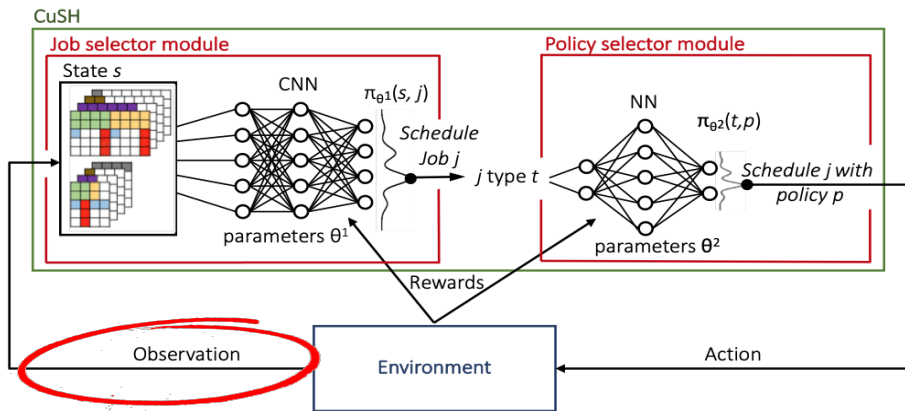 CuSH
Job selector module
Policy selector module
State s
CNN
πθ1(s, j)
Schedule
Job j
j type t
NN
πθ2(t,p)
Schedule j with
policy p
parameters θ1
parameters θ2
Rewards
Observation
Environment
Action